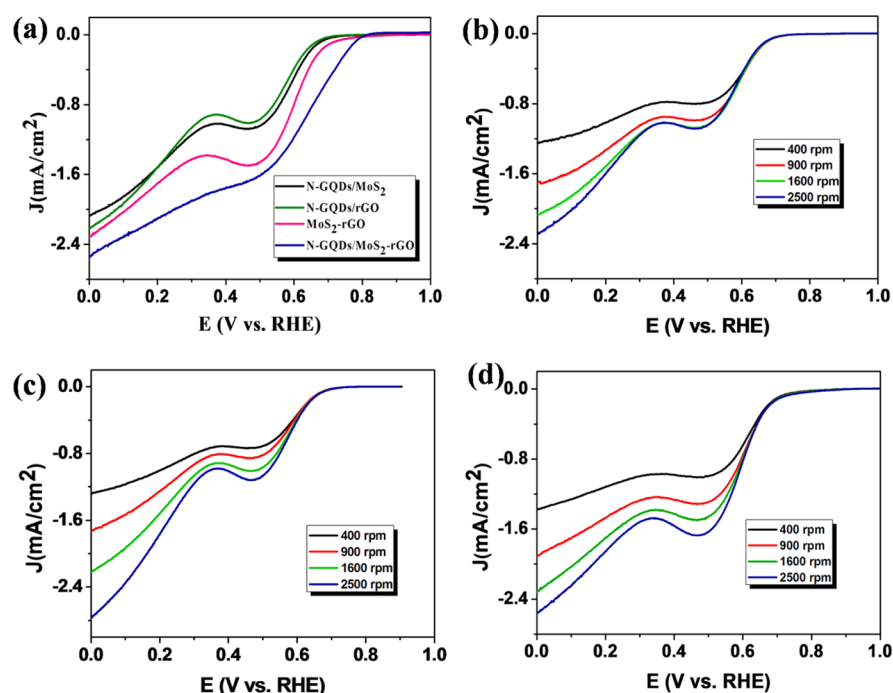 (a)
0.0
-0.8
-1.6
-2.4
J(mA/cm²)
N-GQDs/MoS₂
N-GQDs/rGO
MoS₂-rGO
N-GQDs/MoS₂-rGO
0.0 0.2 0.4 0.6 0.8 1.0
E (V vs. RHE)
(b)
0.0
-0.8
-1.6
-2.4
J(mA/cm²)
400 rpm
900 rpm
1600 rpm
2500 rpm
0.0 0.2 0.4 0.6 0.8 1.0
E (V vs. RHE)
(c)
0.0
-0.8
-1.6
-2.4
J(mA/cm²)
400 rpm
900 rpm
1600 rpm
2500 rpm
0.0 0.2 0.4 0.6 0.8 1.0
E (V vs. RHE)
(d)
0.0
-0.8
-1.6
-2.4
J(mA/cm²)
400 rpm
900 rpm
1600 rpm
2500 rpm
0.0 0.2 0.4 0.6 0.8 1.0
E (V vs. RHE)